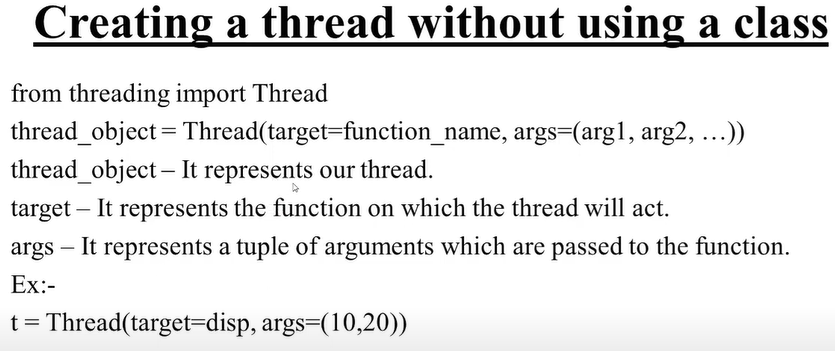 Creating a thread without using a class
from threading import Thread
thread_object = Thread(target=function_name, args=(arg1, arg2, …))
thread_object – It represents our thread.
target – It represents the function on which the thread will act.
args – It represents a tuple of arguments which are passed to the function.
Ex:-
t = Thread(target=disp, args=(10,20))